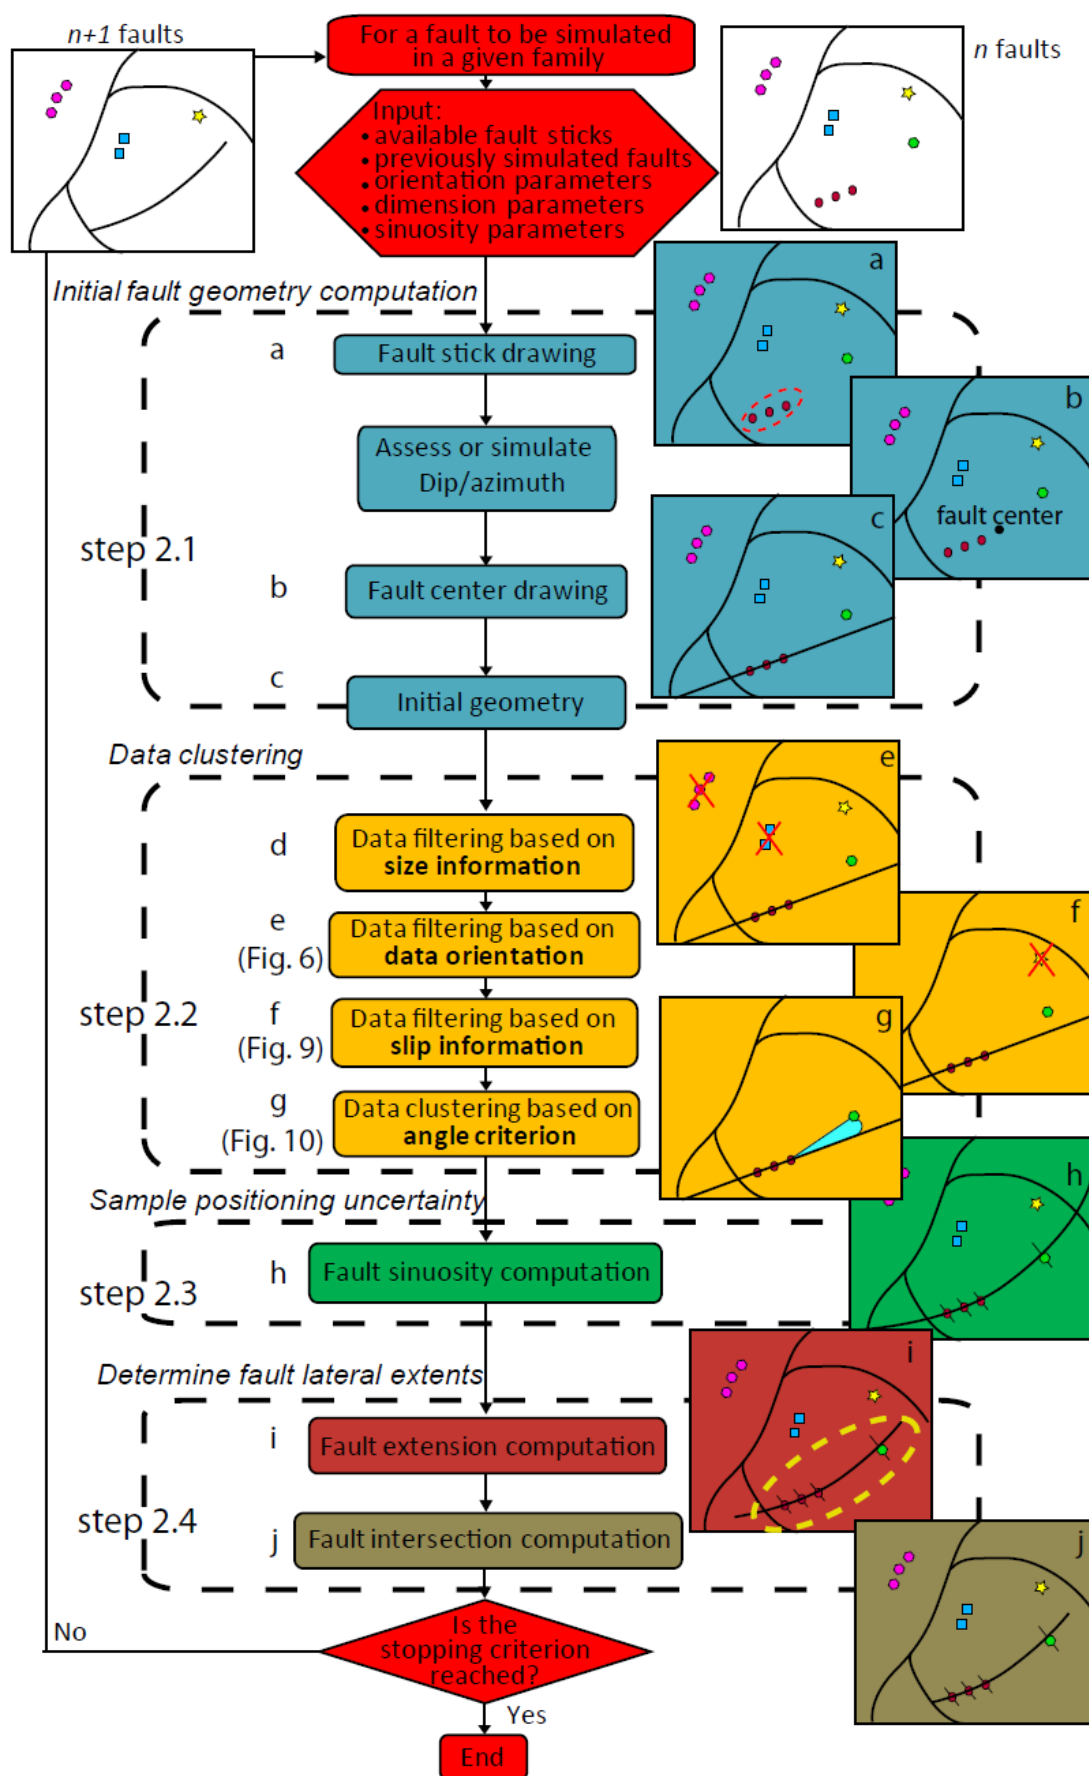 n+1 faults
For a fault to be simulated
in a given family
n faults
Input:
• available fault sticks
• previously simulated faults
• orientation parameters
• dimension parameters
• sinuosity parameters
Initial fault geometry computation
a
a
Fault stick drawing
b
Assess or simulate
Dip/azimuth
c
fault center
step 2.1
b
Fault center drawing
c
Initial geometry
Data clustering
e
d
Data filtering based on
size information
e
(Fig. 6)
Data filtering based on
data orientation
f
step 2.2
f
(Fig. 9)
Data filtering based on
slip information
g
g
(Fig. 10)
Data clustering based on
angle criterion
h
Sample positioning uncertainty
h
Fault sinuosity computation
step 2.3
i
Determine fault lateral extents
i
Fault extension computation
step 2.4
j
Fault intersection computation
j
Is the
stopping criterion
reached?
No
Yes
End